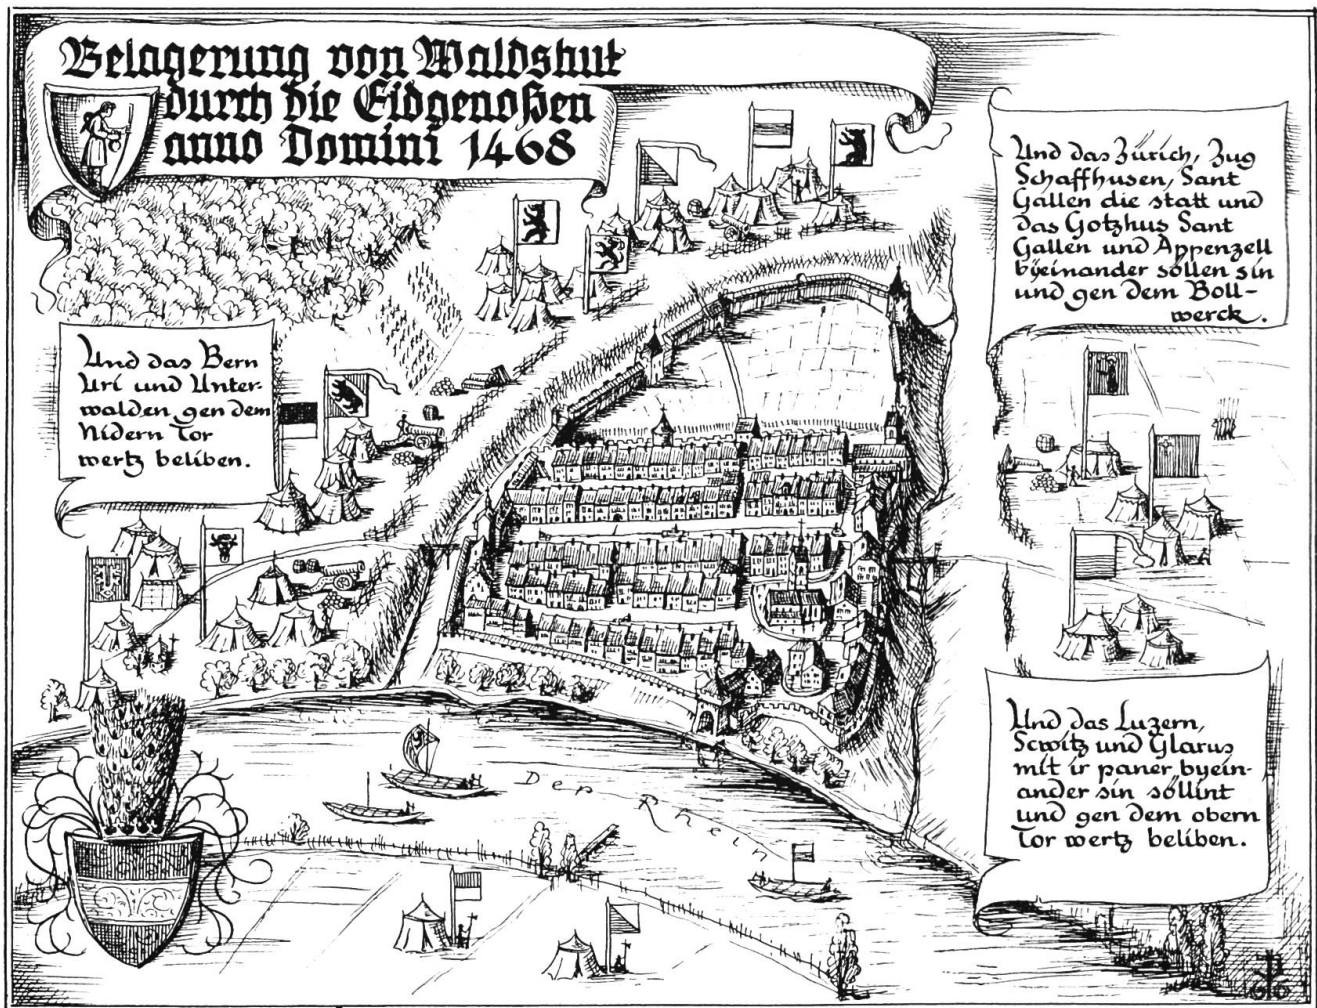 Belagerung von Waldshut
durch die Eidgenoßen
anno Domini 1468
Und das Zürich, Zug
Schaffhusen, Sant
Gallen die statt und
das Gotzhus Sant
Gallen und Appenzell
byeinander söllen sin
und gen dem Boll-
werck.
Und das Bern
Uri und Unter-
walden gen dem
Nidern Tor
wertz beliben.
Und das Luzern,
Scwitz und Glarus
mit ir paner byein-
ander sin söllint
und gen dem obern
Tor wertz beliben.
Der Rhein